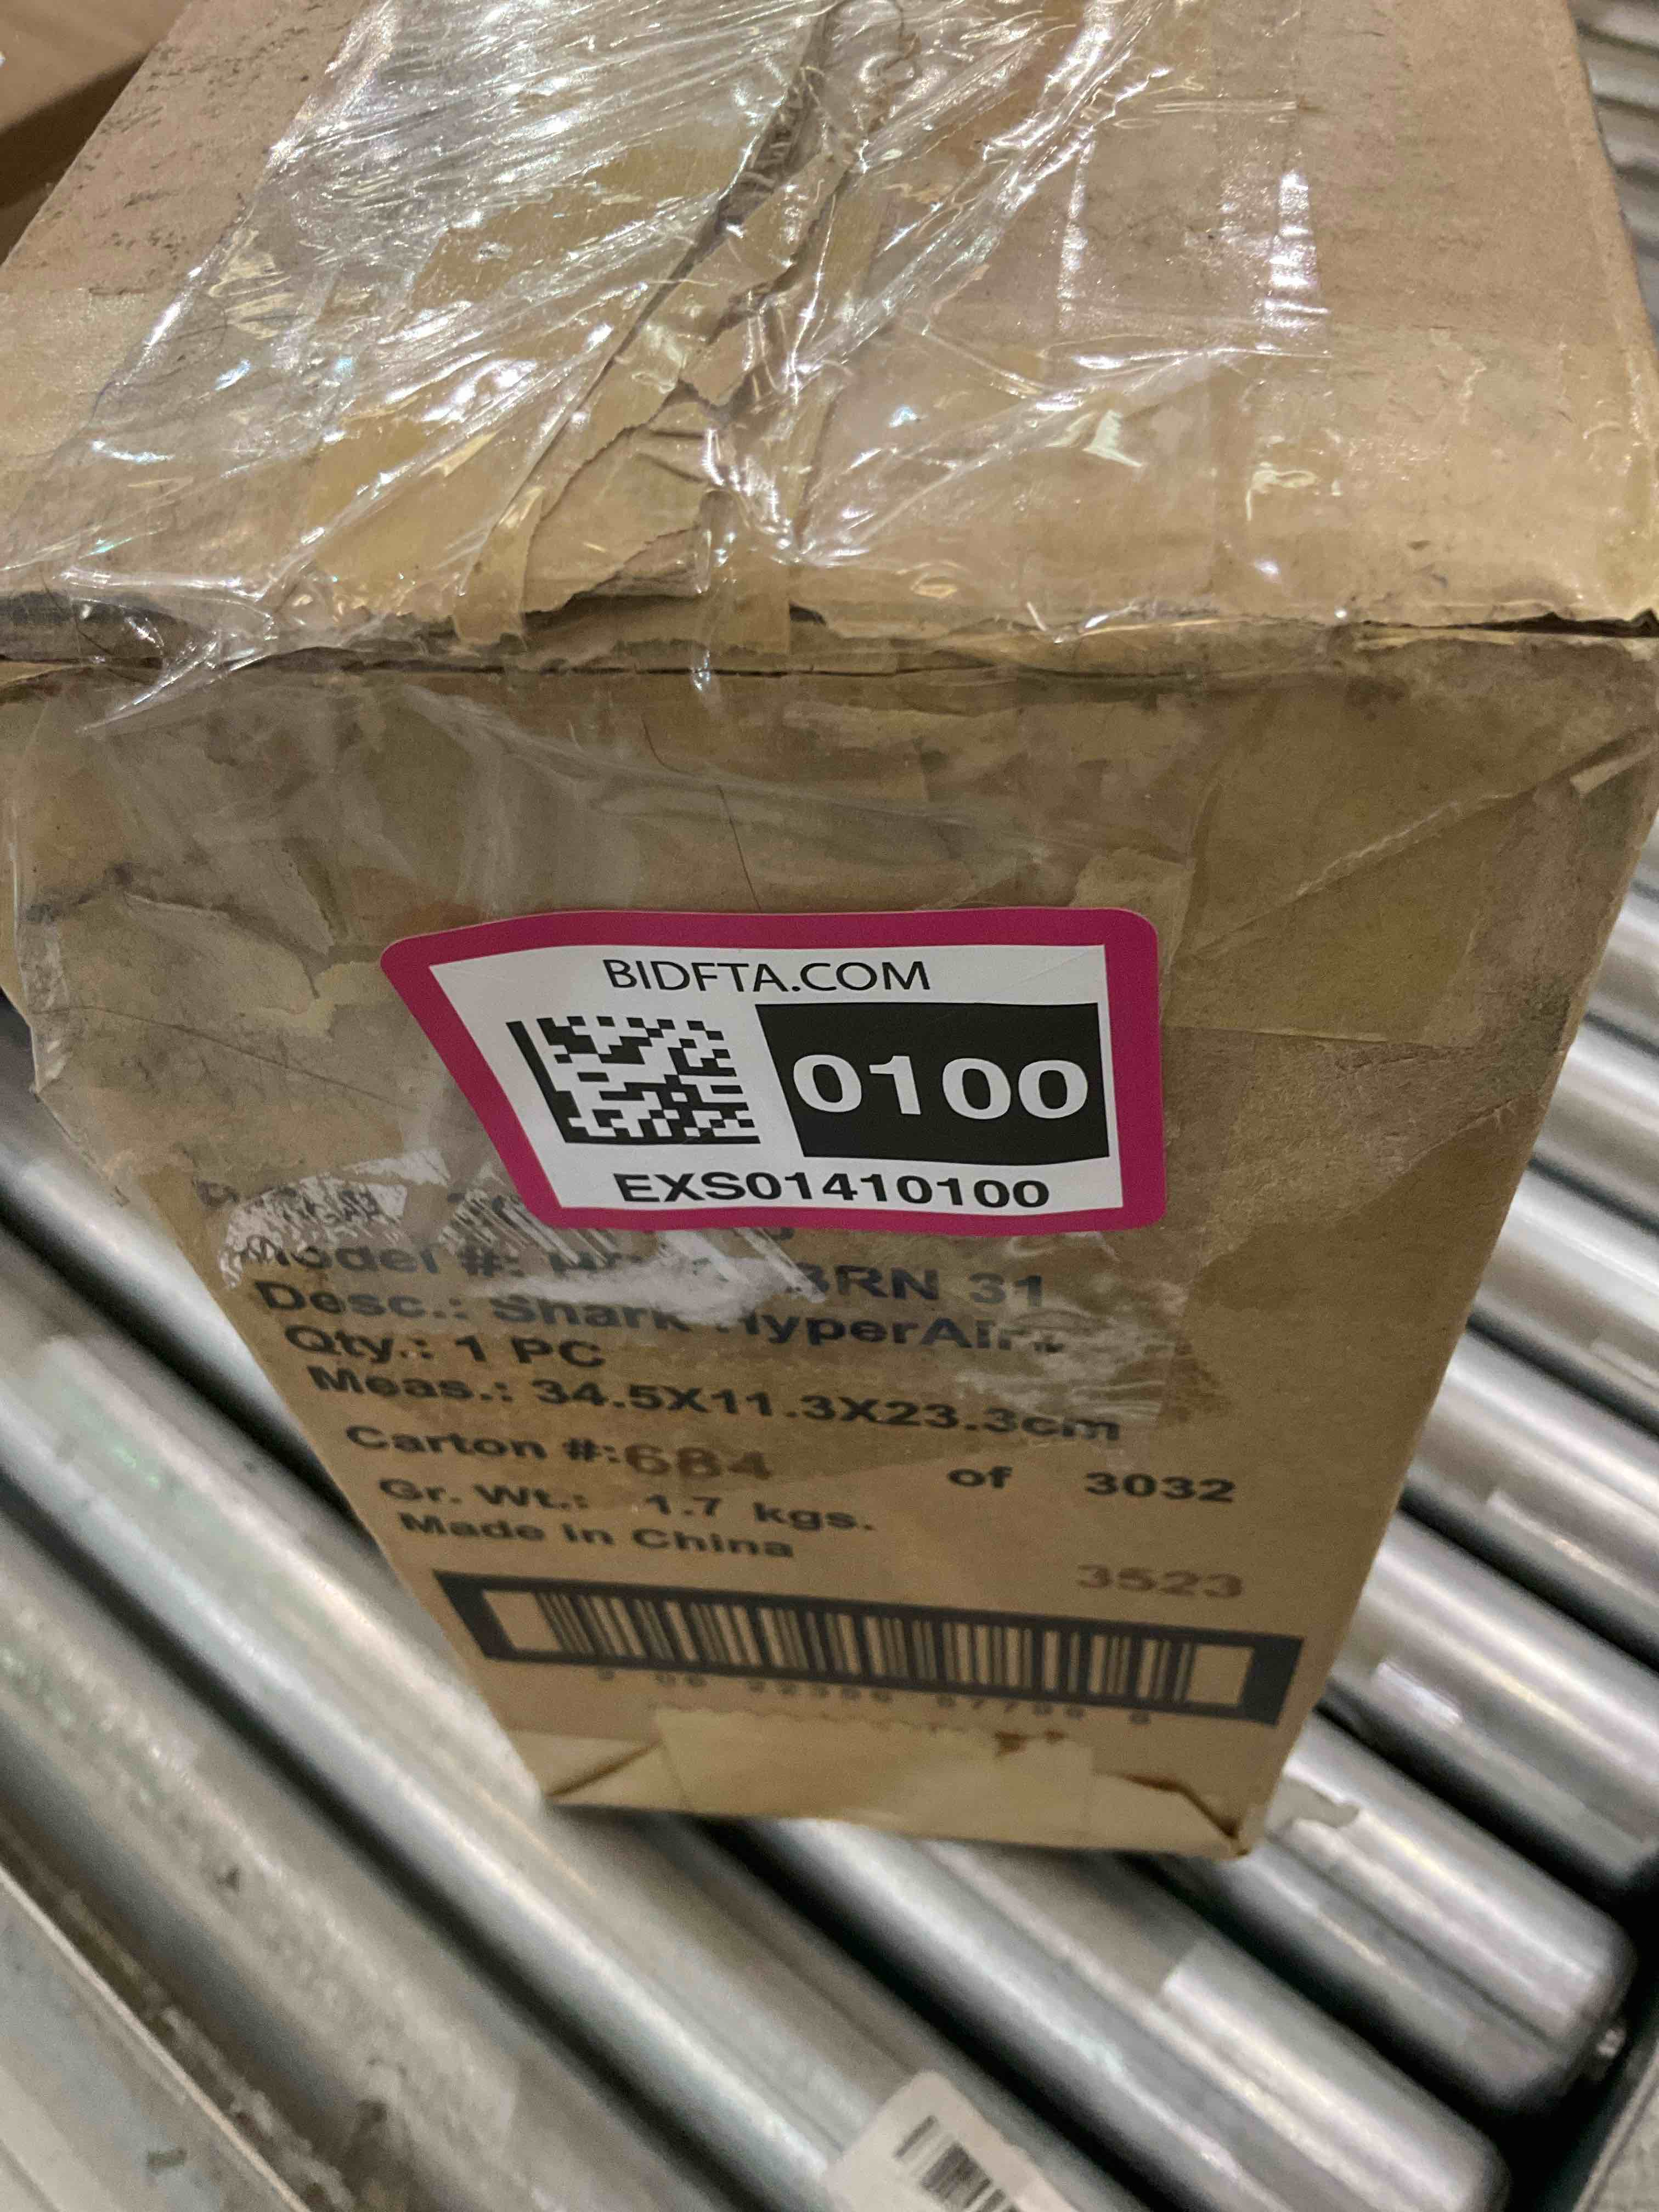 BIDFTA.COM
0100
EXS01410100
Model #: BRN 31
Desc.: Shark HyperAir
Qty.: 1 PC
Meas.: 34.5X11.3X23.3cm
Carton #:684 of 3032
Gr. Wt.: 1.7 kgs.
Made in China
3523